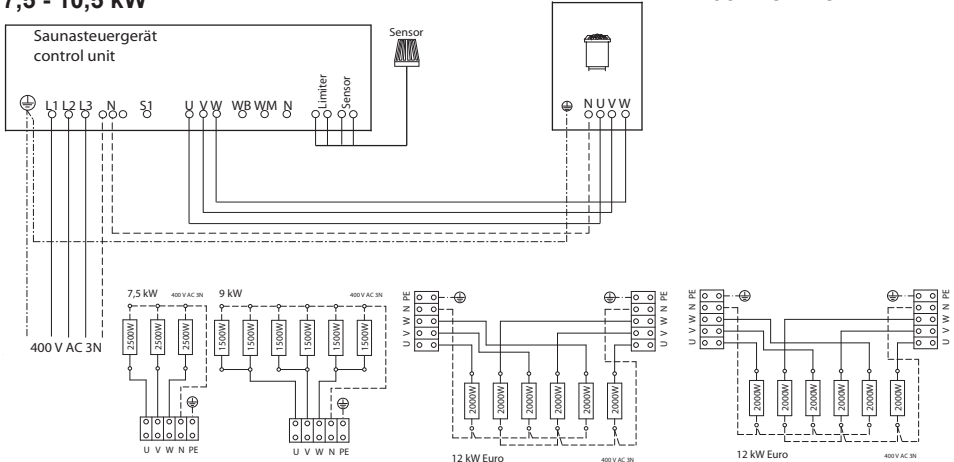 7,5 - 10,5 kW
Saunasteuergerät
control unit
Sensor
L1 L2 L3 N S1 U V W WB WM N
Limiter
Sensor
N U V W
400 V AC 3N
7,5 kW
400 V AC 3N
2500W
2500W
2500W
U V W N PE
9 kW
400 V AC 3N
1500W
1500W
1500W
1500W
1500W
1500W
U V W N PE
PE
N
W
V
U
PE
N
W
V
U
2000W
2000W
2000W
2000W
2000W
2000W
12 kW Euro
400 V AC 3N
PE
N
W
V
U
PE
N
W
V
U
2000W
2000W
2000W
2000W
2000W
2000W
12 kW Euro
400 V AC 3N